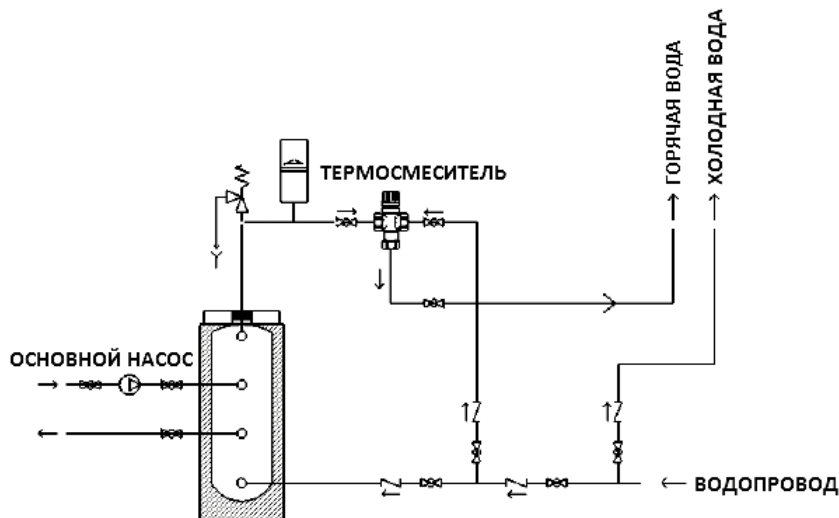 ГОРЯЧАЯ ВОДА
ХОЛОДНАЯ ВОДА
ТЕРМОСМЕСИТЕЛЬ
ОСНОВНОЙ НАСОС
ВОДОПРОВОД